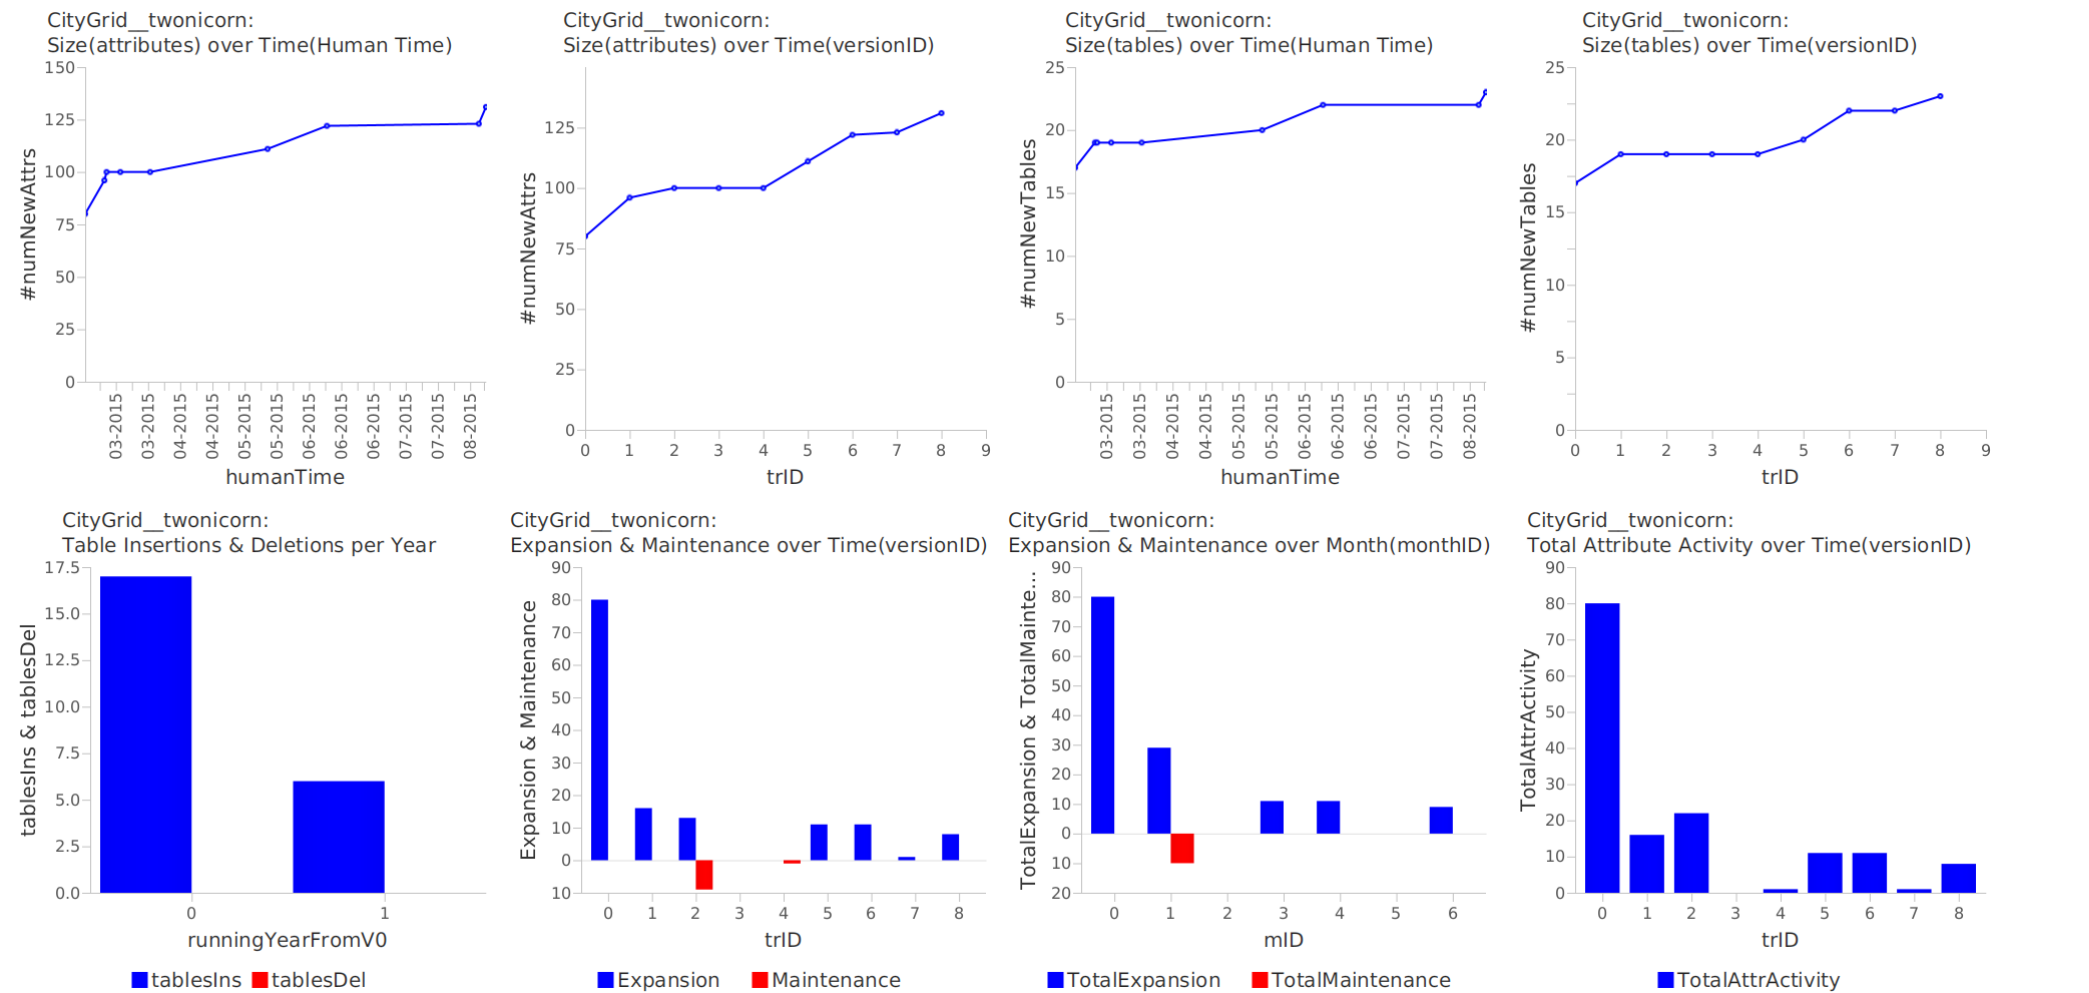 CityGrid__twonicorn:
Size(attributes) over Time(Human Time)
150
125
100
75
50
25
0
#numNewAttrs
03-2015
03-2015
04-2015
04-2015
05-2015
05-2015
06-2015
06-2015
06-2015
07-2015
07-2015
08-2015
humanTime
CityGrid__twonicorn:
Size(attributes) over Time(versionID)
125
100
75
50
25
0
#numNewAttrs
0 1 2 3 4 5 6 7 8 9
trID
CityGrid__twonicorn:
Size(tables) over Time(Human Time)
25
20
15
10
5
0
#numNewTables
03-2015
03-2015
04-2015
04-2015
05-2015
05-2015
06-2015
06-2015
06-2015
07-2015
07-2015
08-2015
humanTime
CityGrid__twonicorn:
Size(tables) over Time(versionID)
25
20
15
10
5
0
#numNewTables
0 1 2 3 4 5 6 7 8 9
trID
CityGrid__twonicorn:
Table Insertions & Deletions per Year
17.5
15.0
12.5
10.0
7.5
5.0
2.5
0.0
tablesIns & tablesDel
0 1
runningYearFromV0
tablesIns tablesDel
CityGrid__twonicorn:
Expansion & Maintenance over Time(versionID)
90
80
70
60
50
40
30
20
10
0
10
Expansion & Maintenance
0 1 2 3 4 5 6 7 8
trID
Expansion Maintenance
CityGrid__twonicorn:
Expansion & Maintenance over Month(monthID)
90
80
70
60
50
40
30
20
10
0
10
20
TotalExpansion & TotalMainte...
0 1 2 3 4 5 6
mID
TotalExpansion TotalMaintenance
CityGrid__twonicorn:
Total Attribute Activity over Time(versionID)
90
80
70
60
50
40
30
20
10
0
TotalAttrActivity
0 1 2 3 4 5 6 7 8
trID
TotalAttrActivity